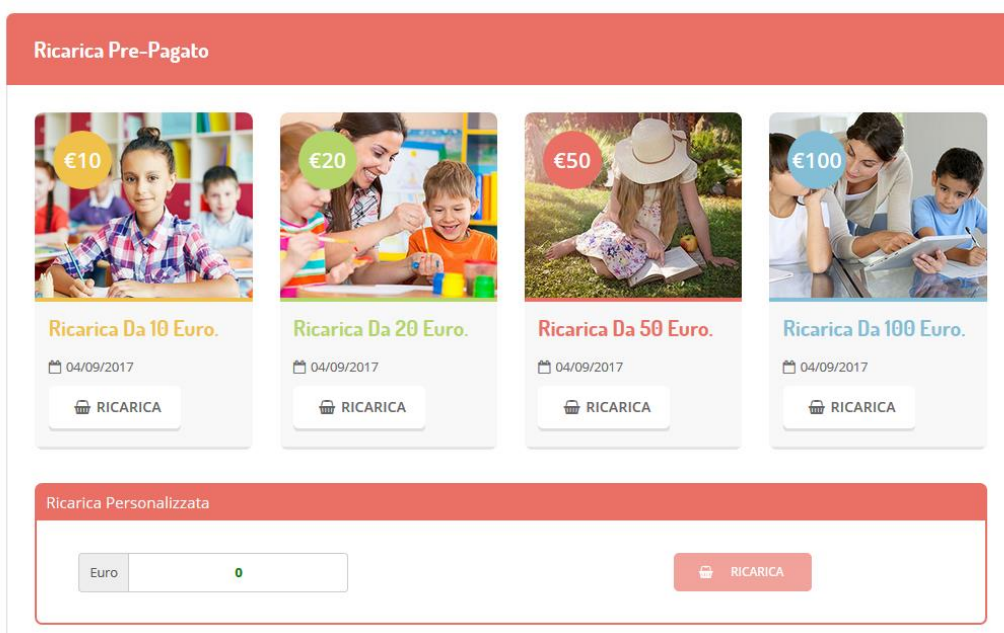 Ricarica Pre-Pagato
€10
€20
€50
€100
Ricarica Da 10 Euro.
Ricarica Da 20 Euro.
Ricarica Da 50 Euro.
Ricarica Da 100 Euro.
04/09/2017
04/09/2017
04/09/2017
04/09/2017
RICARICA
RICARICA
RICARICA
RICARICA
Ricarica Personalizzata
Euro
0
RICARICA